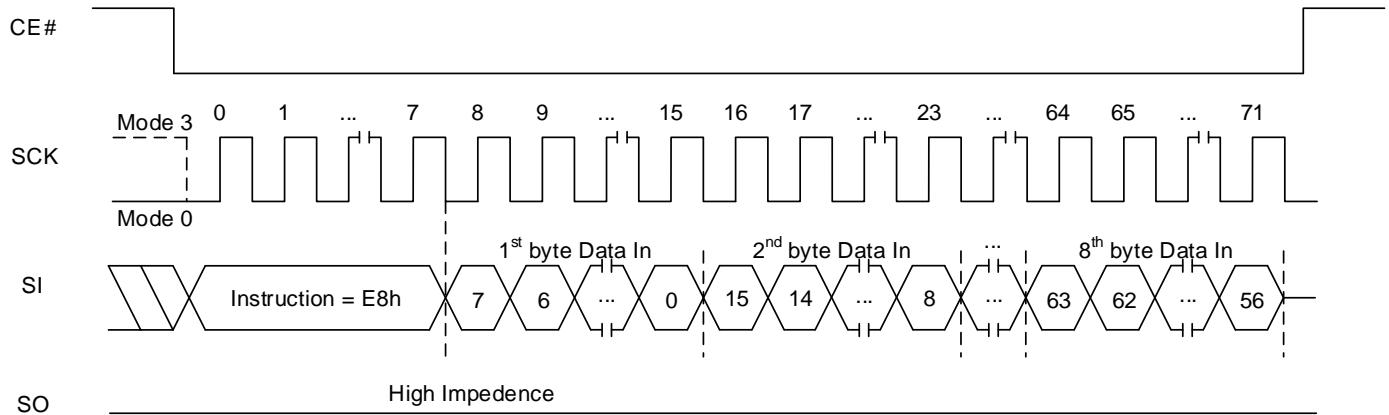 CE#
0 1 ... 7 8 9 ... 15 16 17 ... 23 ... 64 65 ... 71
Mode 3
SCK
Mode 0
1st byte Data In 2nd byte Data In ... 8th byte Data In
SI Instruction = E8h 7 6 ... 0 15 14 ... 8 ... 63 62 ... 56
High Impedence
SO